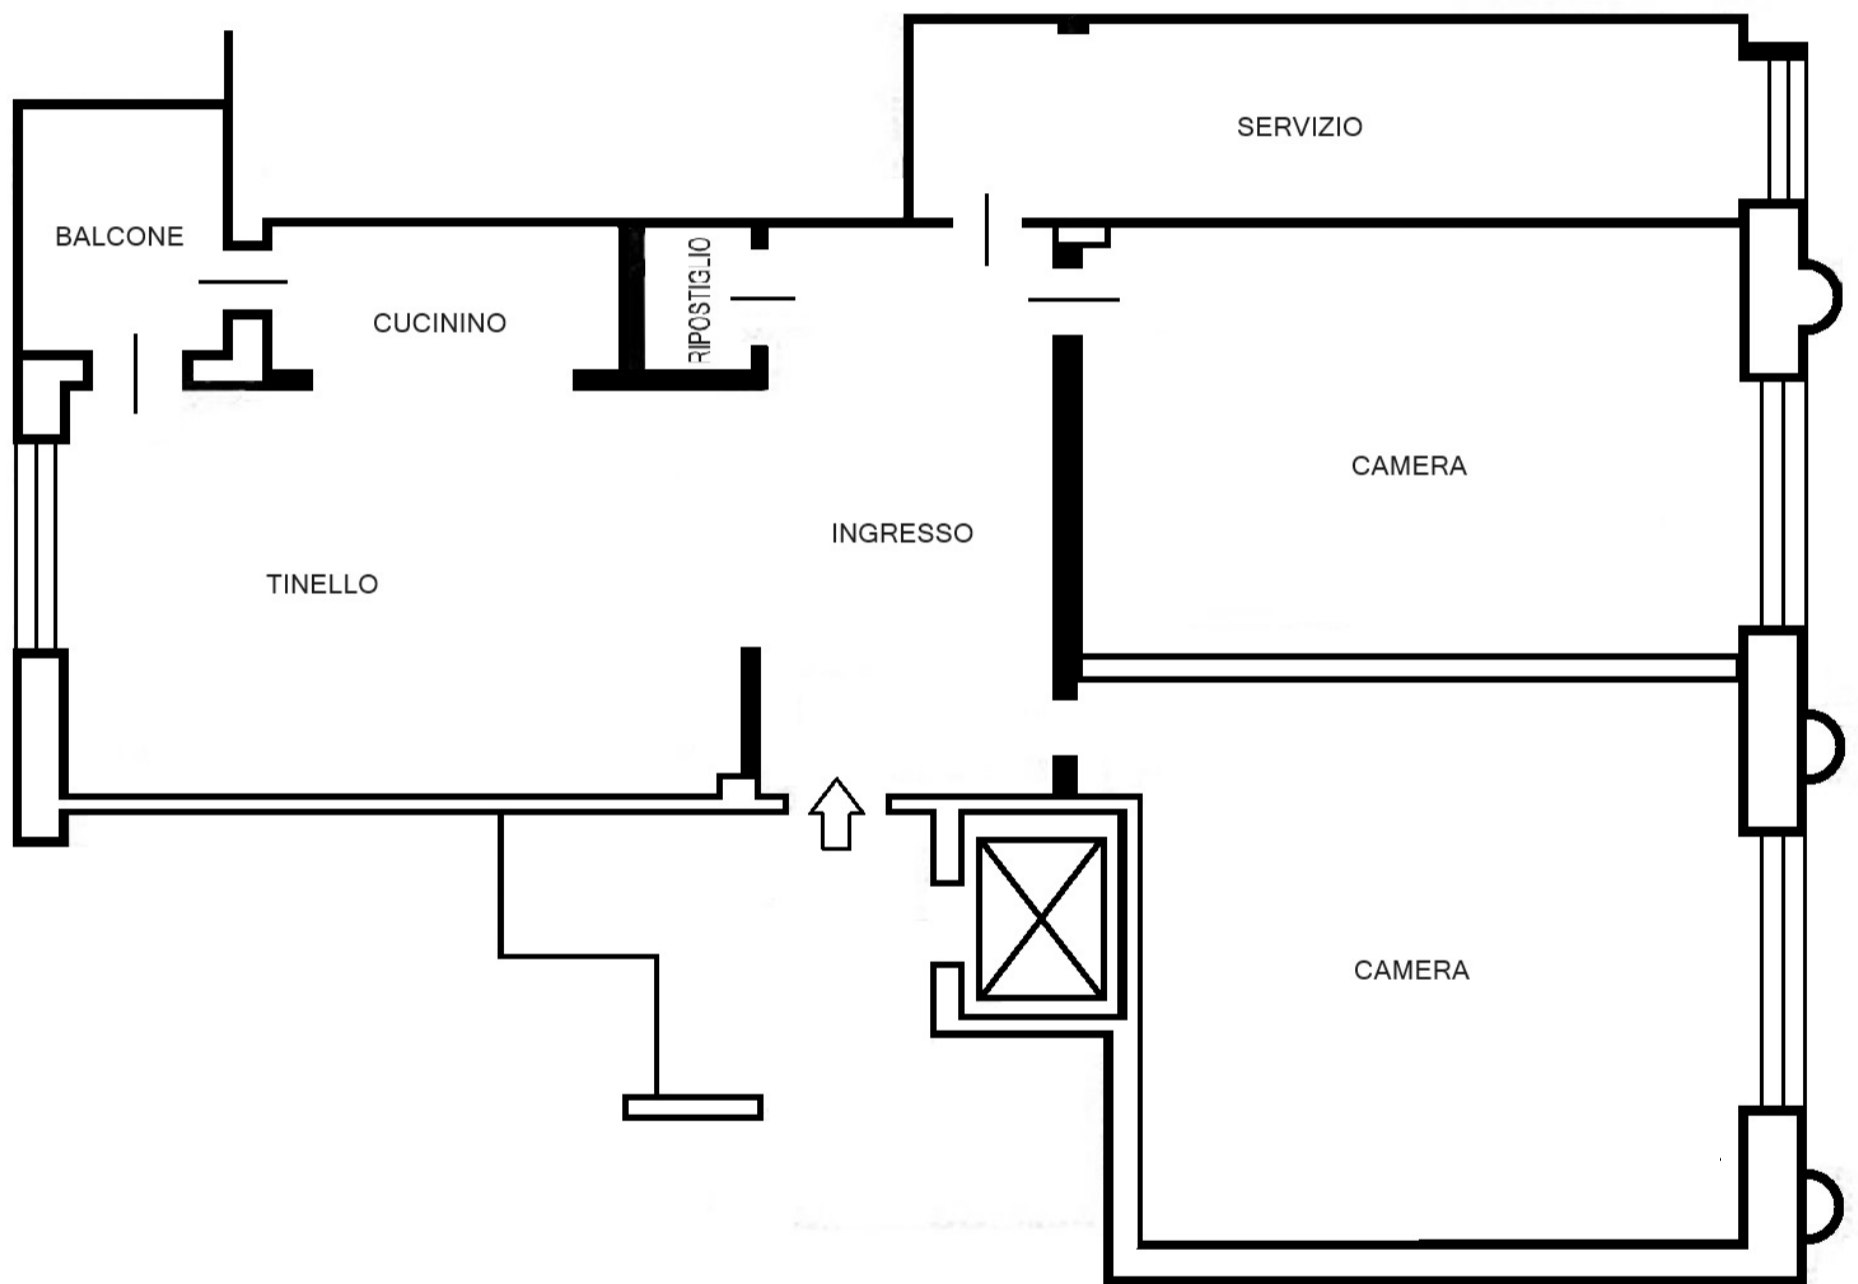 SERVIZIO
BALCONE
RIPOSTIGLIO
CUCININO
CAMERA
INGRESSO
TINELLO
CAMERA